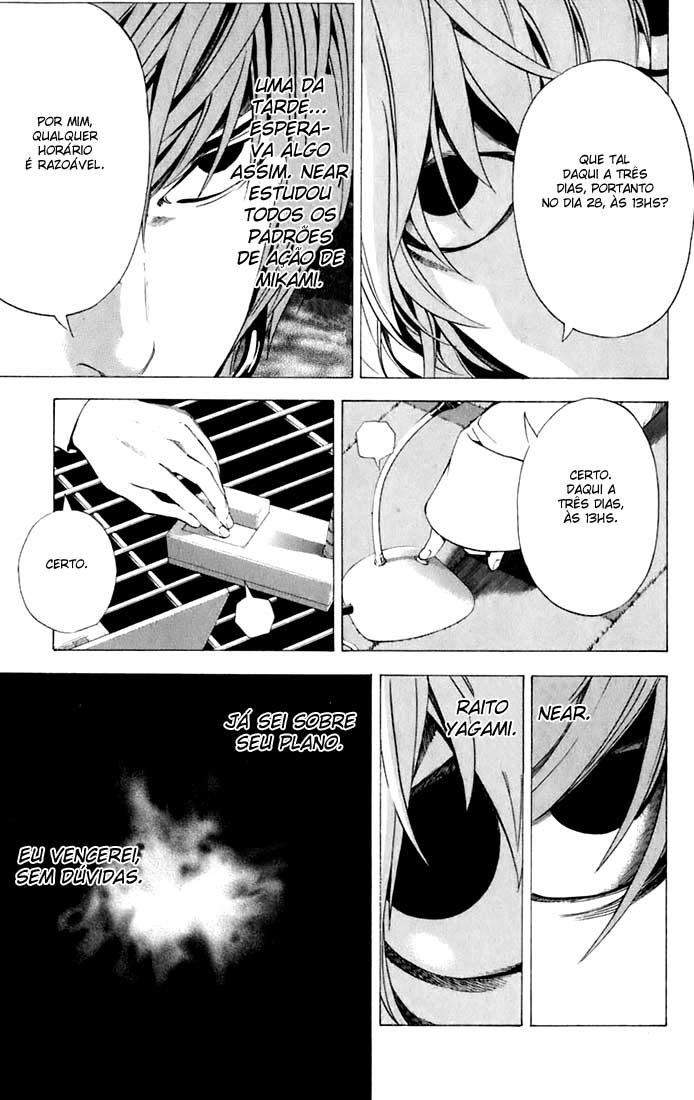 QUE TAL
DAQUI A TRÊS
DIAS, PORTANTO
NO DIA 28, ÀS 13HS?
UMA DA
TARDE...
ESPERA-
VA ALGO
ASSIM. NEAR
ESTUDOU
TODOS OS
PADRÕES
DE AÇÃO DE
MIKAMI.
POR MIM,
QUALQUER
HORÁRIO
É RAZOÁVEL.
CERTO.
DAQUI A
TRÊS DIAS,
ÀS 13HS.
CERTO.
NEAR.
RAITO
YAGAMI.
JÁ SEI SOBRE
SEU PLANO.
EU VENCEREI,
SEM DÚVIDAS.